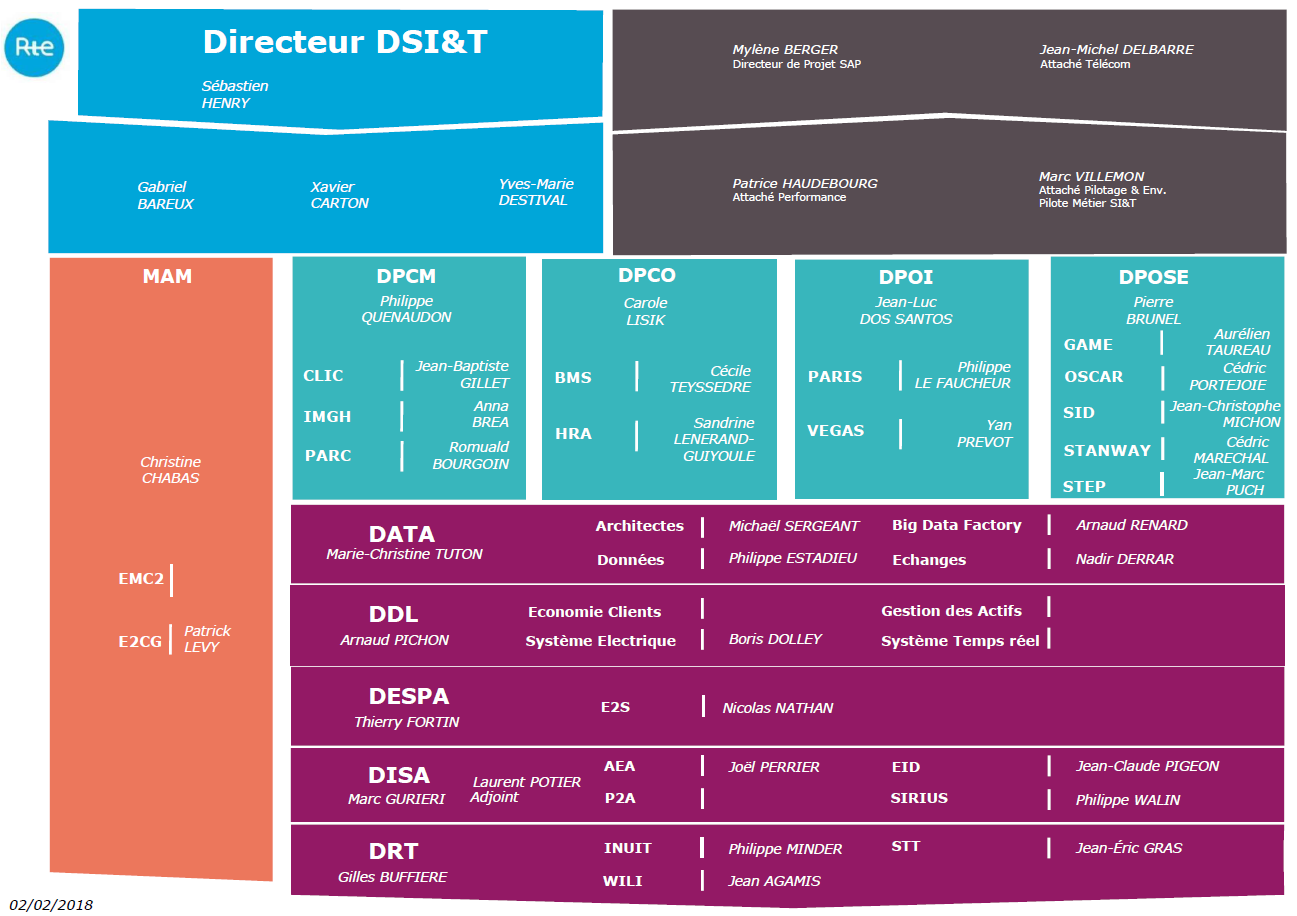 Rte
Directeur DSI&T
Sébastien
HENRY
Mylène BERGER
Directeur de Projet SAP
Jean-Michel DELBARRE
Attaché Télécom
Gabriel
BAREUX
Xavier
CARTON
Yves-Marie
DESTIVAL
Patrice HAUDEBOURG
Attaché Performance
Marc VILLEMON
Attaché Pilotage & Env.
Pilote Métier SI&T
MAM
Christine
CHABAS
EMC2
E2CG
Patrick
LEVY
DPCM
Philippe
QUENAUDON
CLIC
Jean-Baptiste
GILLET
IMGH
Anna
BREA
PARC
Romuald
BOURGOIN
DPCO
Carole
LISIK
BMS
Cécile
TEYSSEDRE
HRA
Sandrine
LENERAND-
GUIYOULE
DPOI
Jean-Luc
DOS SANTOS
PARIS
Philippe
LE FAUCHEUR
VEGAS
Yan
PREVOT
DPOSE
Pierre
BRUNEL
GAME
Aurélien
TAUREAU
OSCAR
Cédric
PORTEJOIE
SID
Jean-Christophe
MICHON
STANWAY
Cédric
MARECHAL
STEP
Jean-Marc
PUCH
DATA
Marie-Christine TUTON
Architectes
Michaël SERGEANT
Big Data Factory
Arnaud RENARD
Données
Philippe ESTADIEU
Echanges
Nadir DERRAR
DDL
Arnaud PICHON
Economie Clients
Gestion des Actifs
Système Electrique
Boris DOLLEY
Système Temps réel
DESPA
Thierry FORTIN
E2S
Nicolas NATHAN
DISA
Marc GURIERI
Laurent POTIER
Adjoint
AEA
Joël PERRIER
EID
Jean-Claude PIGEON
P2A
SIRIUS
Philippe WALIN
DRT
Gilles BUFFIERE
INUIT
Philippe MINDER
STT
Jean-Éric GRAS
WILI
Jean AGAMIS
02/02/2018